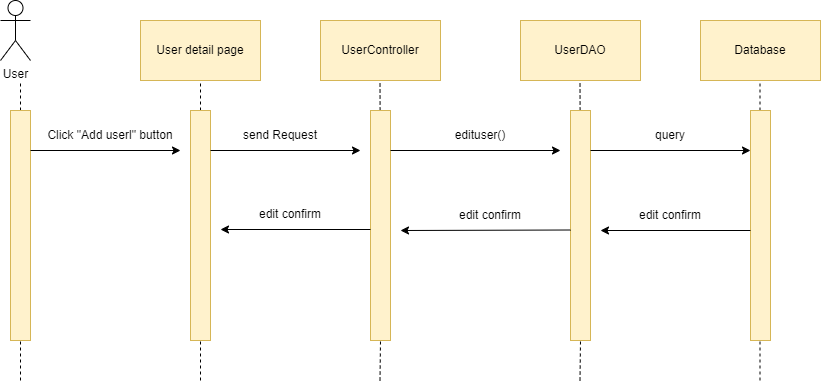 User detail page
UserController
UserDAO
Database
User
Click "Add userl" button
send Request
edituser()
query
edit confirm
edit confirm
edit confirm